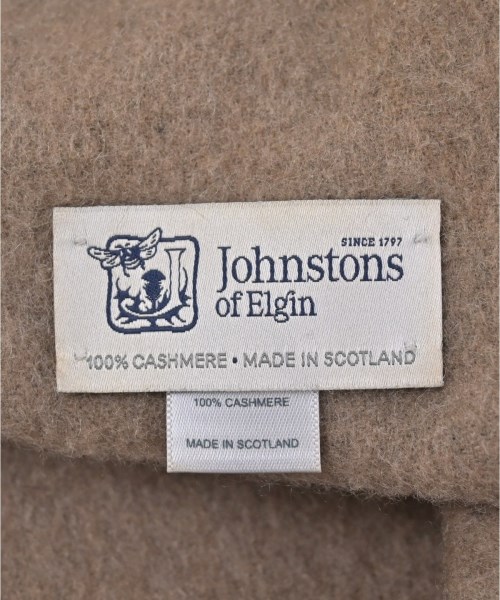 SINCE 1797
Johnstons
of Elgin
100% CASHMERE • MADE IN SCOTLAND
100% CASHMERE
MADE IN SCOTLAND